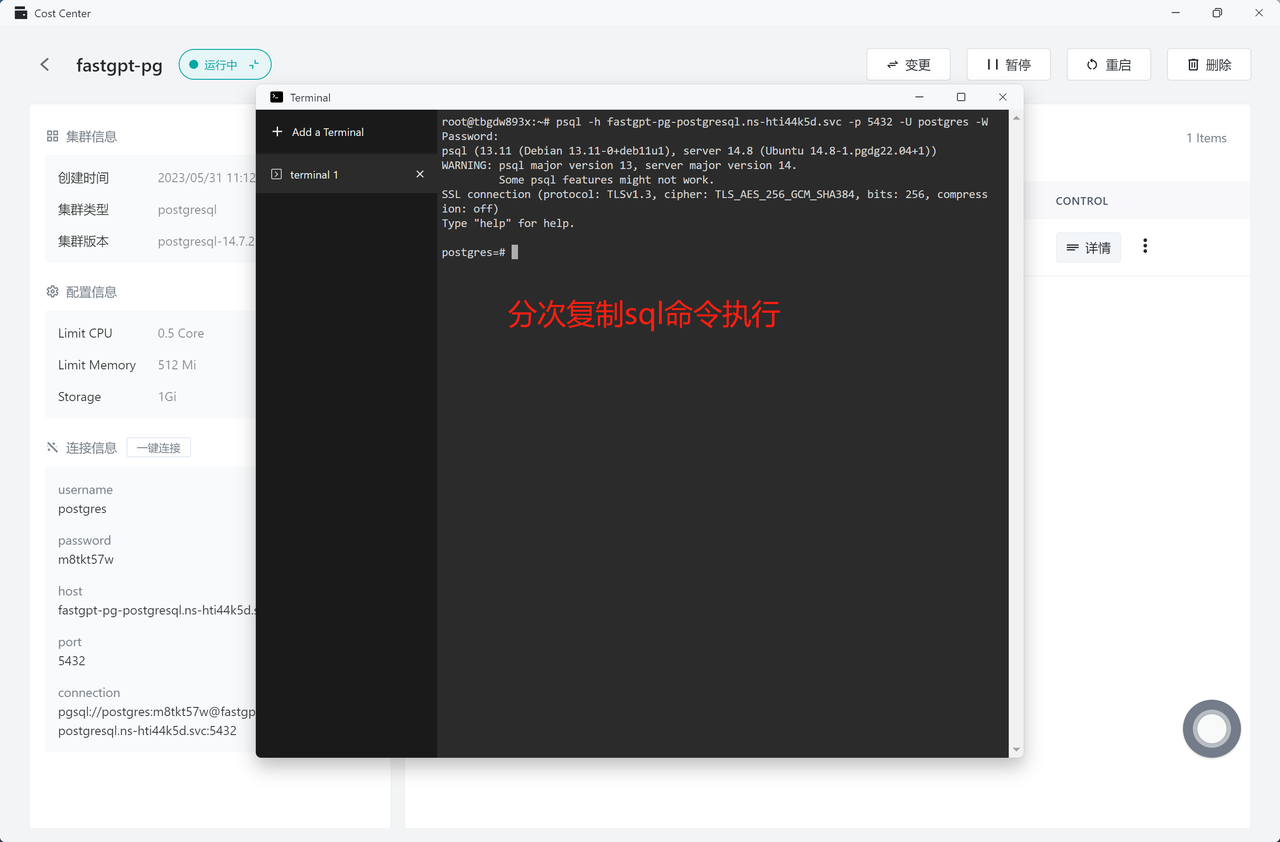 Cost Center
fastgpt-pg
运行中
变更
暂停
重启
删除
集群信息
创建时间 2023/05/31 11:12
集群类型 postgresql
集群版本 postgresql-14.7.2
配置信息
Limit CPU 0.5 Core
Limit Memory 512 Mi
Storage 1Gi
连接信息 一键连接
username
postgres
password
m8tkt57w
host
fastgpt-pg-postgresql.ns-hti44k5d.s
port
5432
connection
pgsql://postgres:m8tkt57w@fastgp
postgresql.ns-hti44k5d.svc:5432
Terminal
Add a Terminal
terminal 1
root@tbgdw893x:~# psql -h fastgpt-pg-postgresql.ns-hti44k5d.svc -p 5432 -U postgres -W
Password:
psql (13.11 (Debian 13.11-0+deb11u1), server 14.8 (Ubuntu 14.8-1.pgdg22.04+1))
WARNING: psql major version 13, server major version 14.
Some psql features might not work.
SSL connection (protocol: TLSv1.3, cipher: TLS_AES_256_GCM_SHA384, bits: 256, compress
ion: off)
Type "help" for help.
postgres=#
分次复制sql命令执行
1 Items
CONTROL
详情